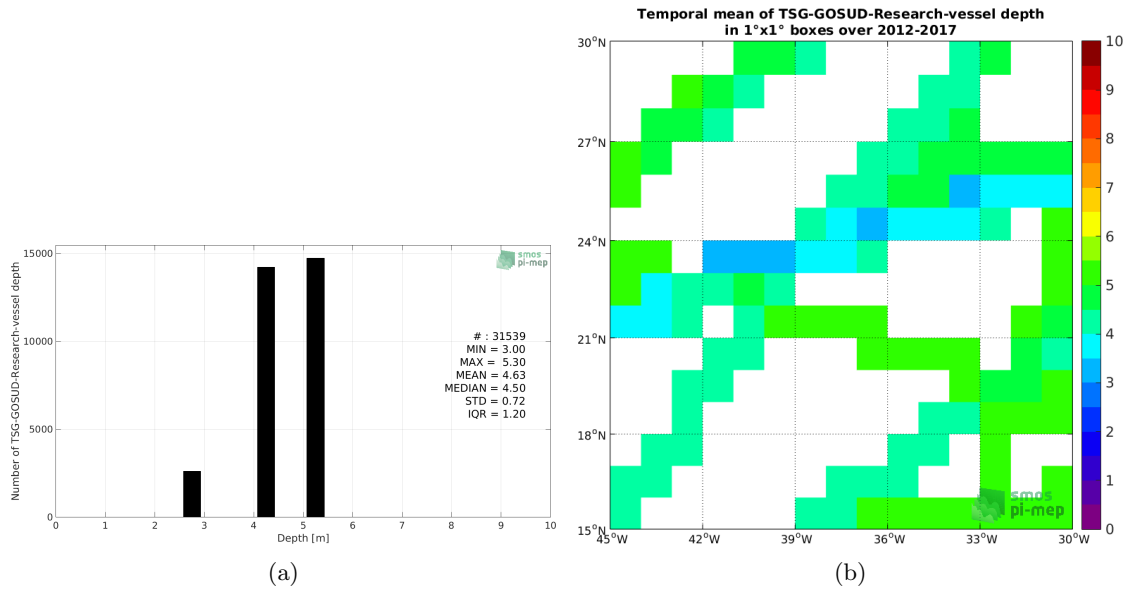 Number of TSG-GOSUD-Research-vessel depth
15000
10000
5000
0
0 1 2 3 4 5 6 7 8 9 10
Depth [m]
smos
pi-mep
# : 31539
MIN = 3.00
MAX = 5.30
MEAN = 4.63
MEDIAN = 4.50
STD = 0.72
IQR = 1.20
(a)
Temporal mean of TSG-GOSUD-Research-vessel depth
in 1°x1° boxes over 2012-2017
30°N
27°N
24°N
21°N
18°N
15°N
45°W 42°W 39°W 36°W 33°W 30°W
smos
pi-mep
10
9
8
7
6
5
4
3
2
1
0
(b)